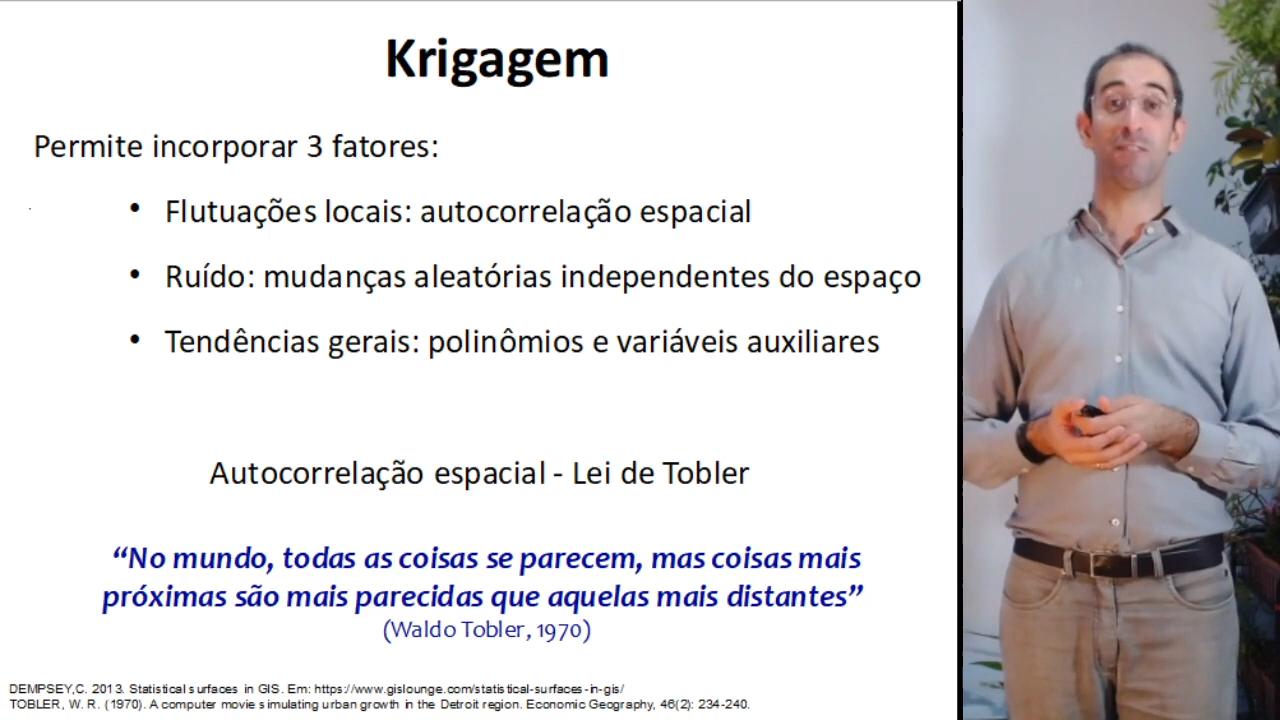 Krigagem
Permite incorporar 3 fatores:
• Flutuações locais: autocorrelação espacial
• Ruído: mudanças aleatórias independentes do espaço
• Tendências gerais: polinômios e variáveis auxiliares
Autocorrelação espacial - Lei de Tobler
“No mundo, todas as coisas se parecem, mas coisas mais
próximas são mais parecidas que aquelas mais distantes”
(Waldo Tobler, 1970)
DEMPSEY,C. 2013. Statistical surfaces in GIS. Em: https://www.gislounge.com/statistical-surfaces-in-gis/
TOBLER, W. R. (1970). A computer movie simulating urban growth in the Detroit region. Economic Geography, 46(2): 234-240.